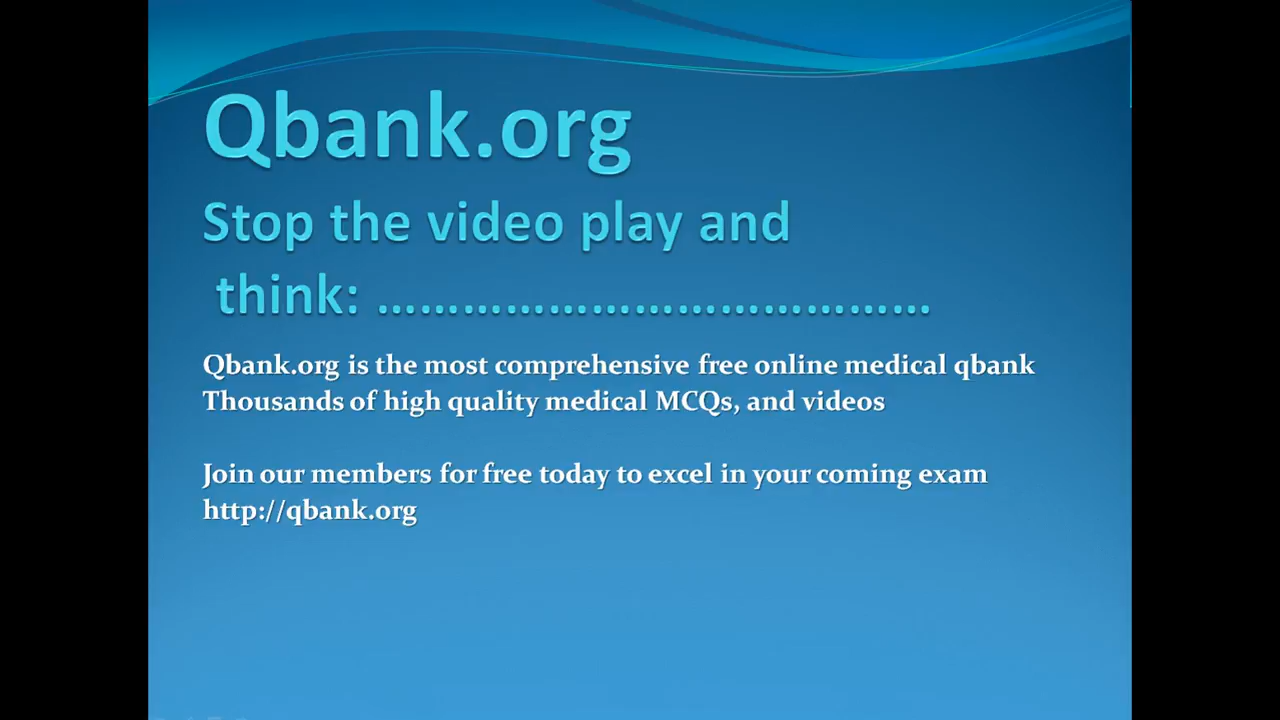 Qbank.org
Stop the video play and
think: .......................................
Qbank.org is the most comprehensive free online medical qbank
Thousands of high quality medical MCQs, and videos
Join our members for free today to excel in your coming exam
http://qbank.org